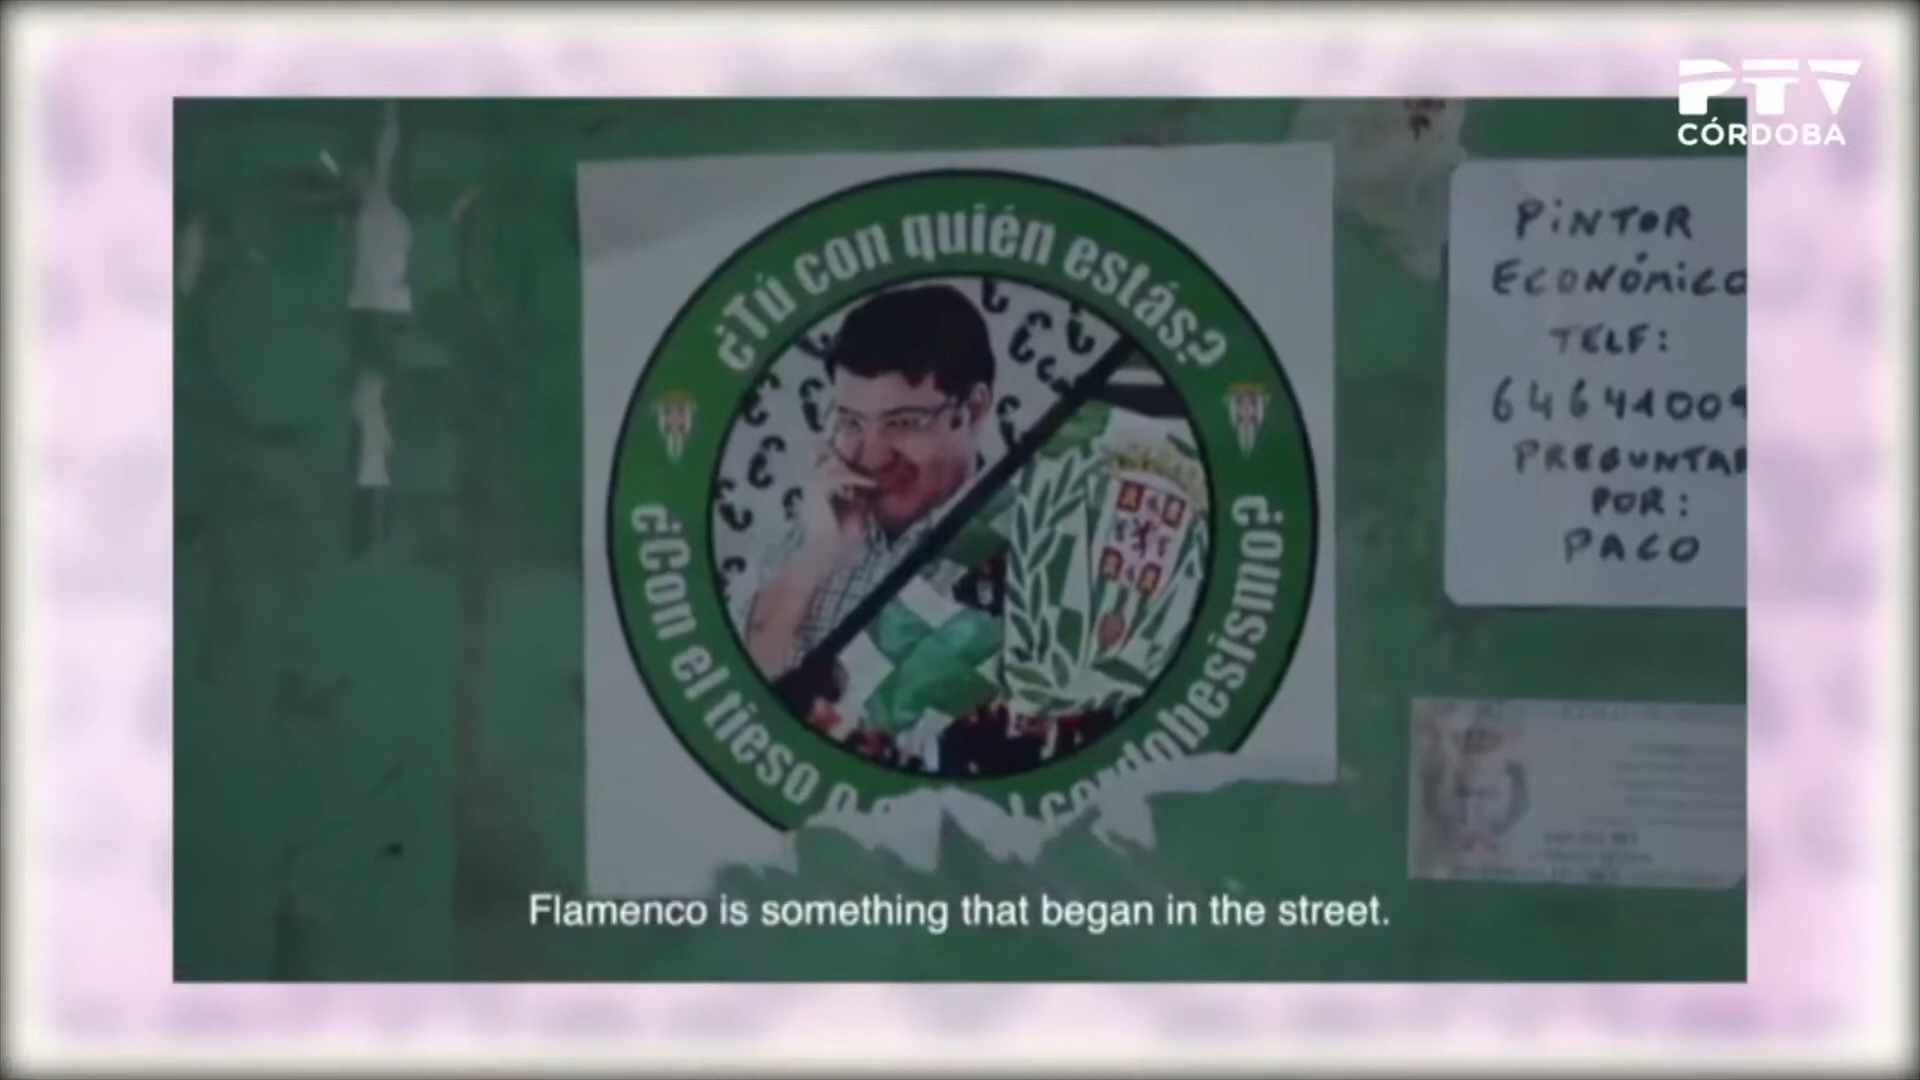 PTV
CÓRDOBA
¿Tú con quién estás?
¿Con el tieso o
cordobesismo?
PINTOR
ECONÓMICO
TELF:
64641009
PREGUNTAR
POR:
PACO
Flamenco is something that began in the street.